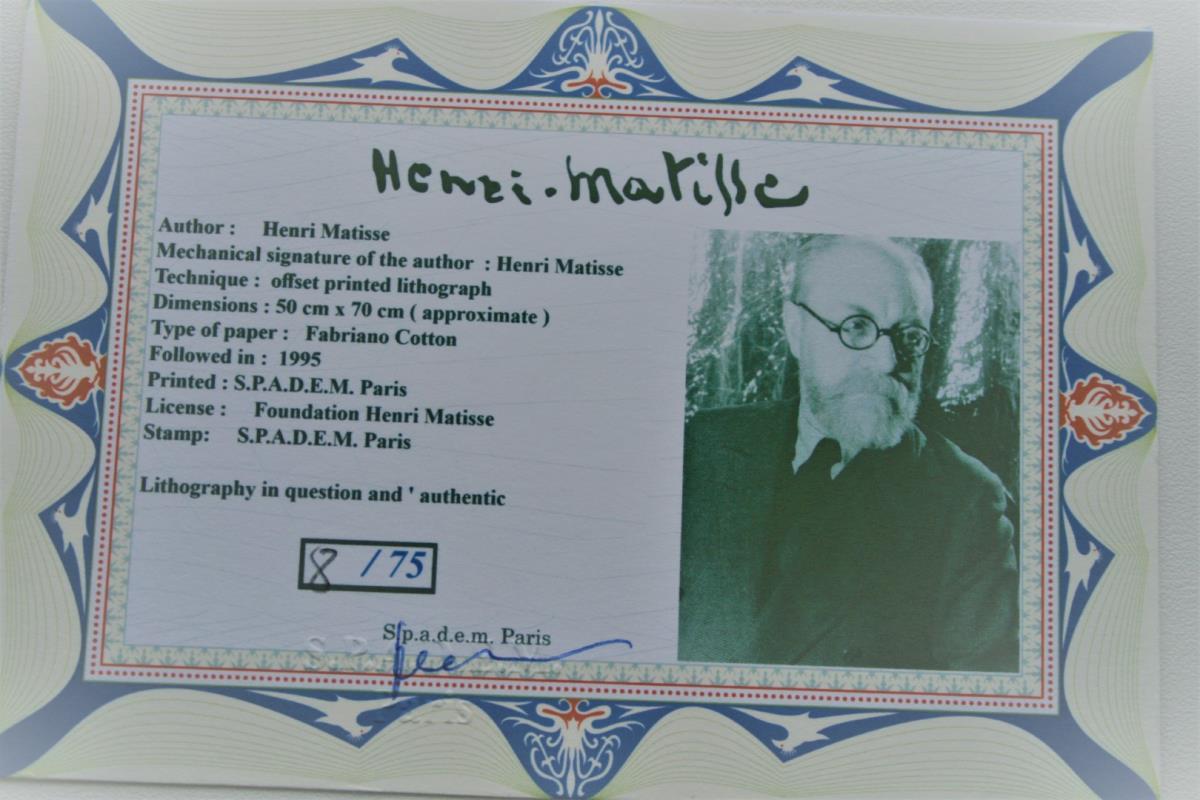 Henri. Matisse
Author : Henri Matisse
Mechanical signature of the author : Henri Matisse
Technique : offset printed lithograph
Dimensions : 50 cm x 70 cm ( approximate )
Type of paper : Fabriano Cotton
Followed in : 1995
Printed : S.P.A.D.E.M. Paris
License : Foundation Henri Matisse
Stamp: S.P.A.D.E.M. Paris
Lithography in question and ' authentic
8 / 75
S.p.a.d.e.m. Paris
Paris